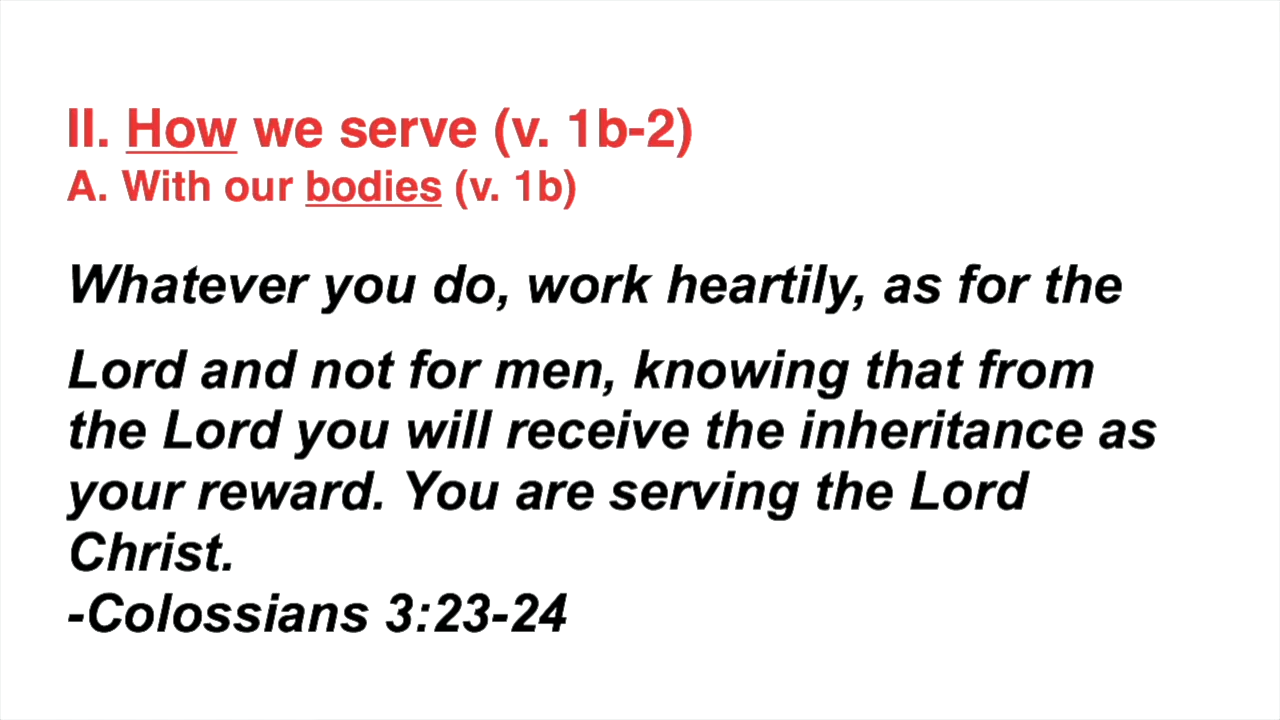 II. How we serve (v. 1b-2)
A. With our bodies (v. 1b)
Whatever you do, work heartily, as for the
Lord and not for men, knowing that from
the Lord you will receive the inheritance as
your reward. You are serving the Lord
Christ.
-Colossians 3:23-24